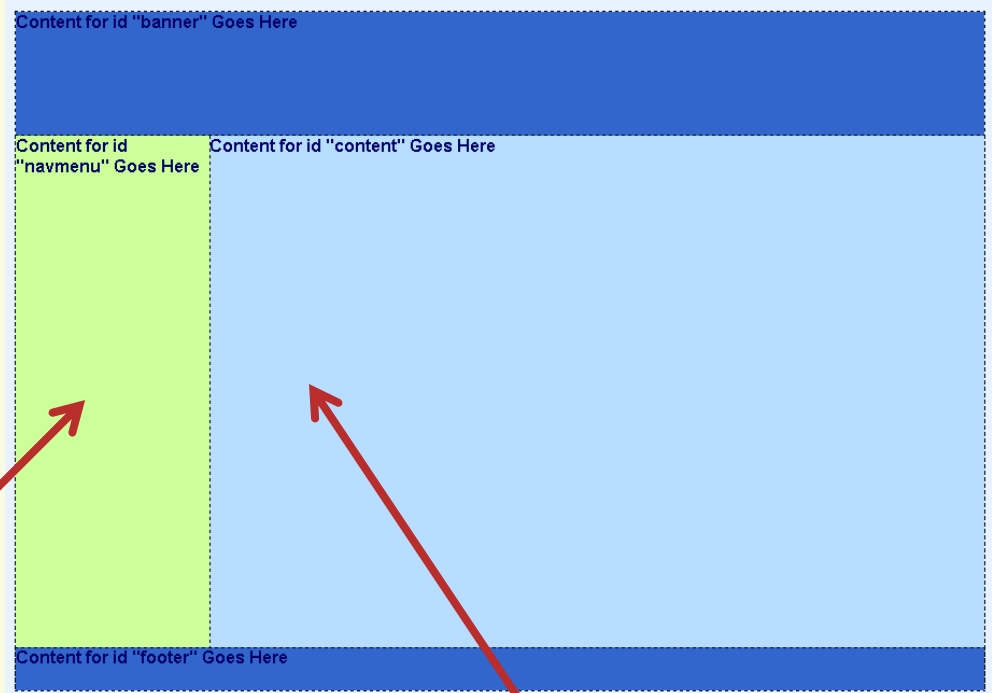 Content for id "banner" Goes Here
Content for id
"navmenu" Goes Here
Content for id "content" Goes Here
Content for id "footer" Goes Here